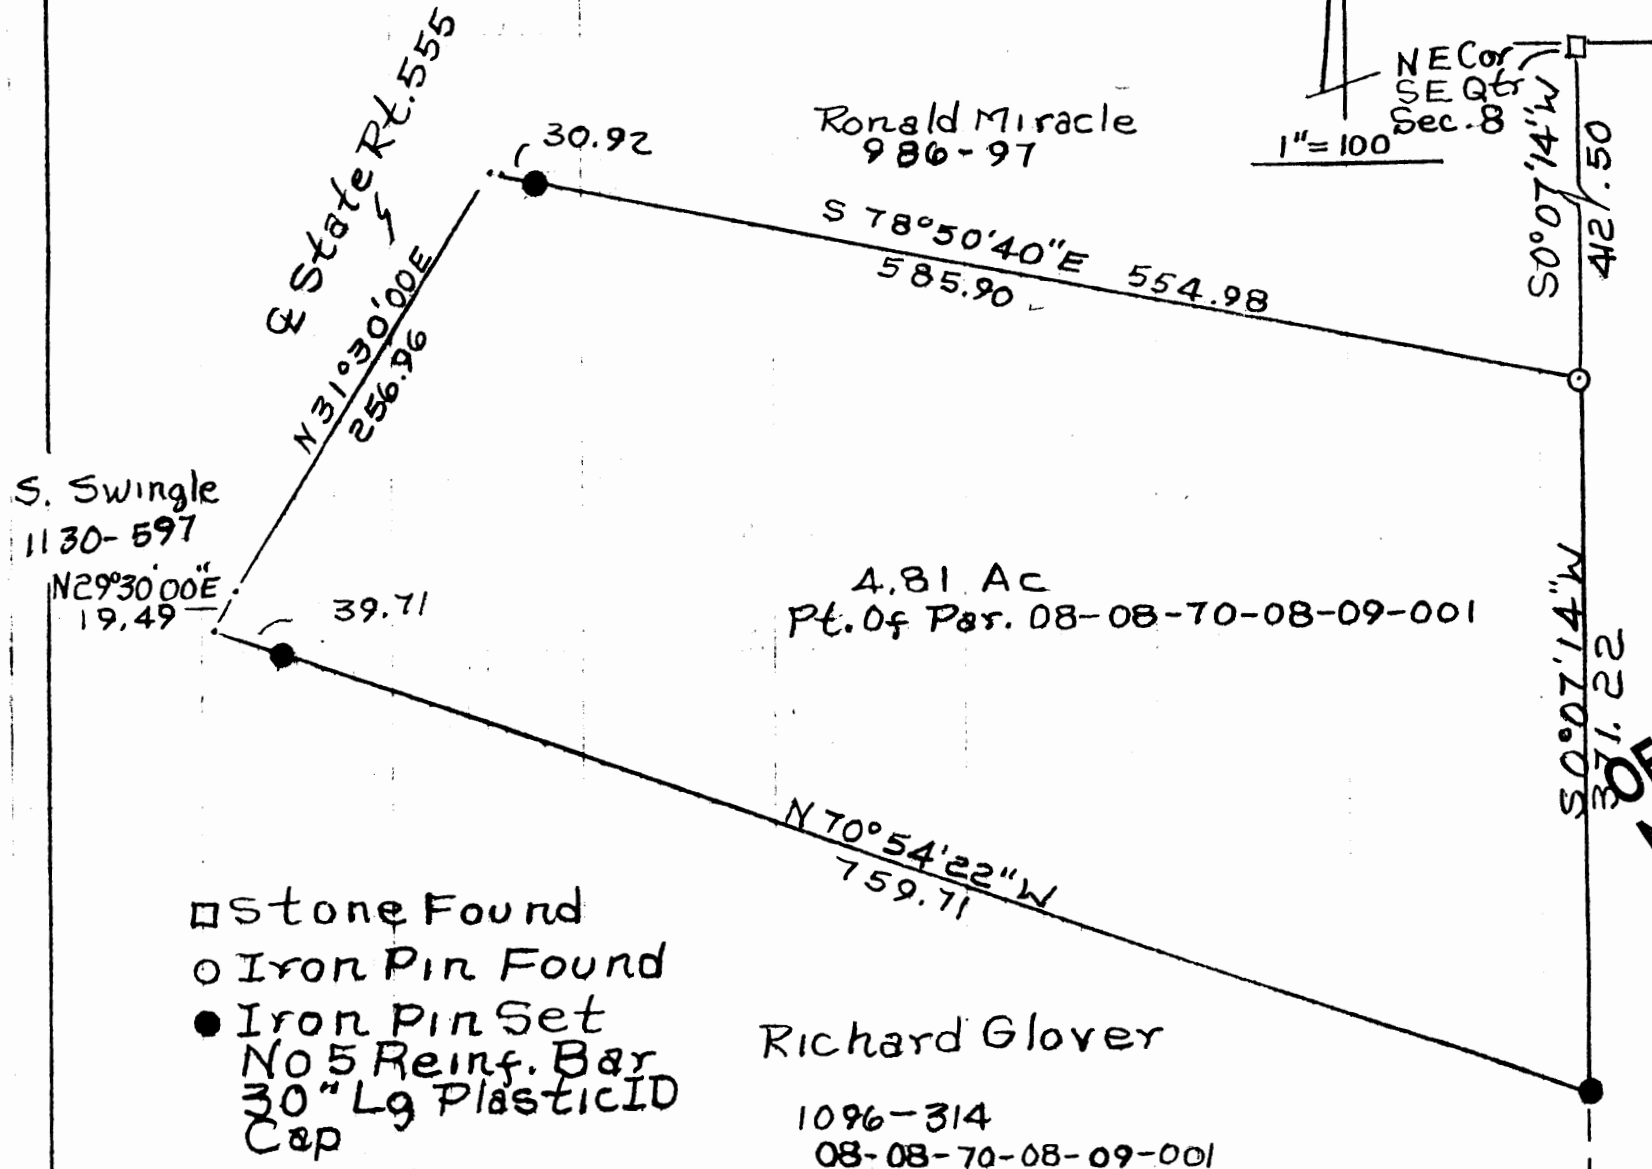 ℄ State Rt. 555
30.92
Ronald Miracle
986-97
1"=100'
NE Cor
SE Qtr
Sec. 8
S0°07'14"W
412.50
S 78°50'40"E 554.98
585.90
N31°30'00E
256.96
S. Swingle
1130-597
N29°30'00"E
19.49
39.71
4.81 Ac
Pt. Of Par. 08-08-70-08-09-001
S0°07'14"W
371.22
N 70°54'22"W
759.71
Stone Found
Iron Pin Found
Iron Pin Set
No 5 Reinf. Bar
30" Lg Plastic ID
Cap
Richard Glover
1096-314
08-08-70-08-09-001